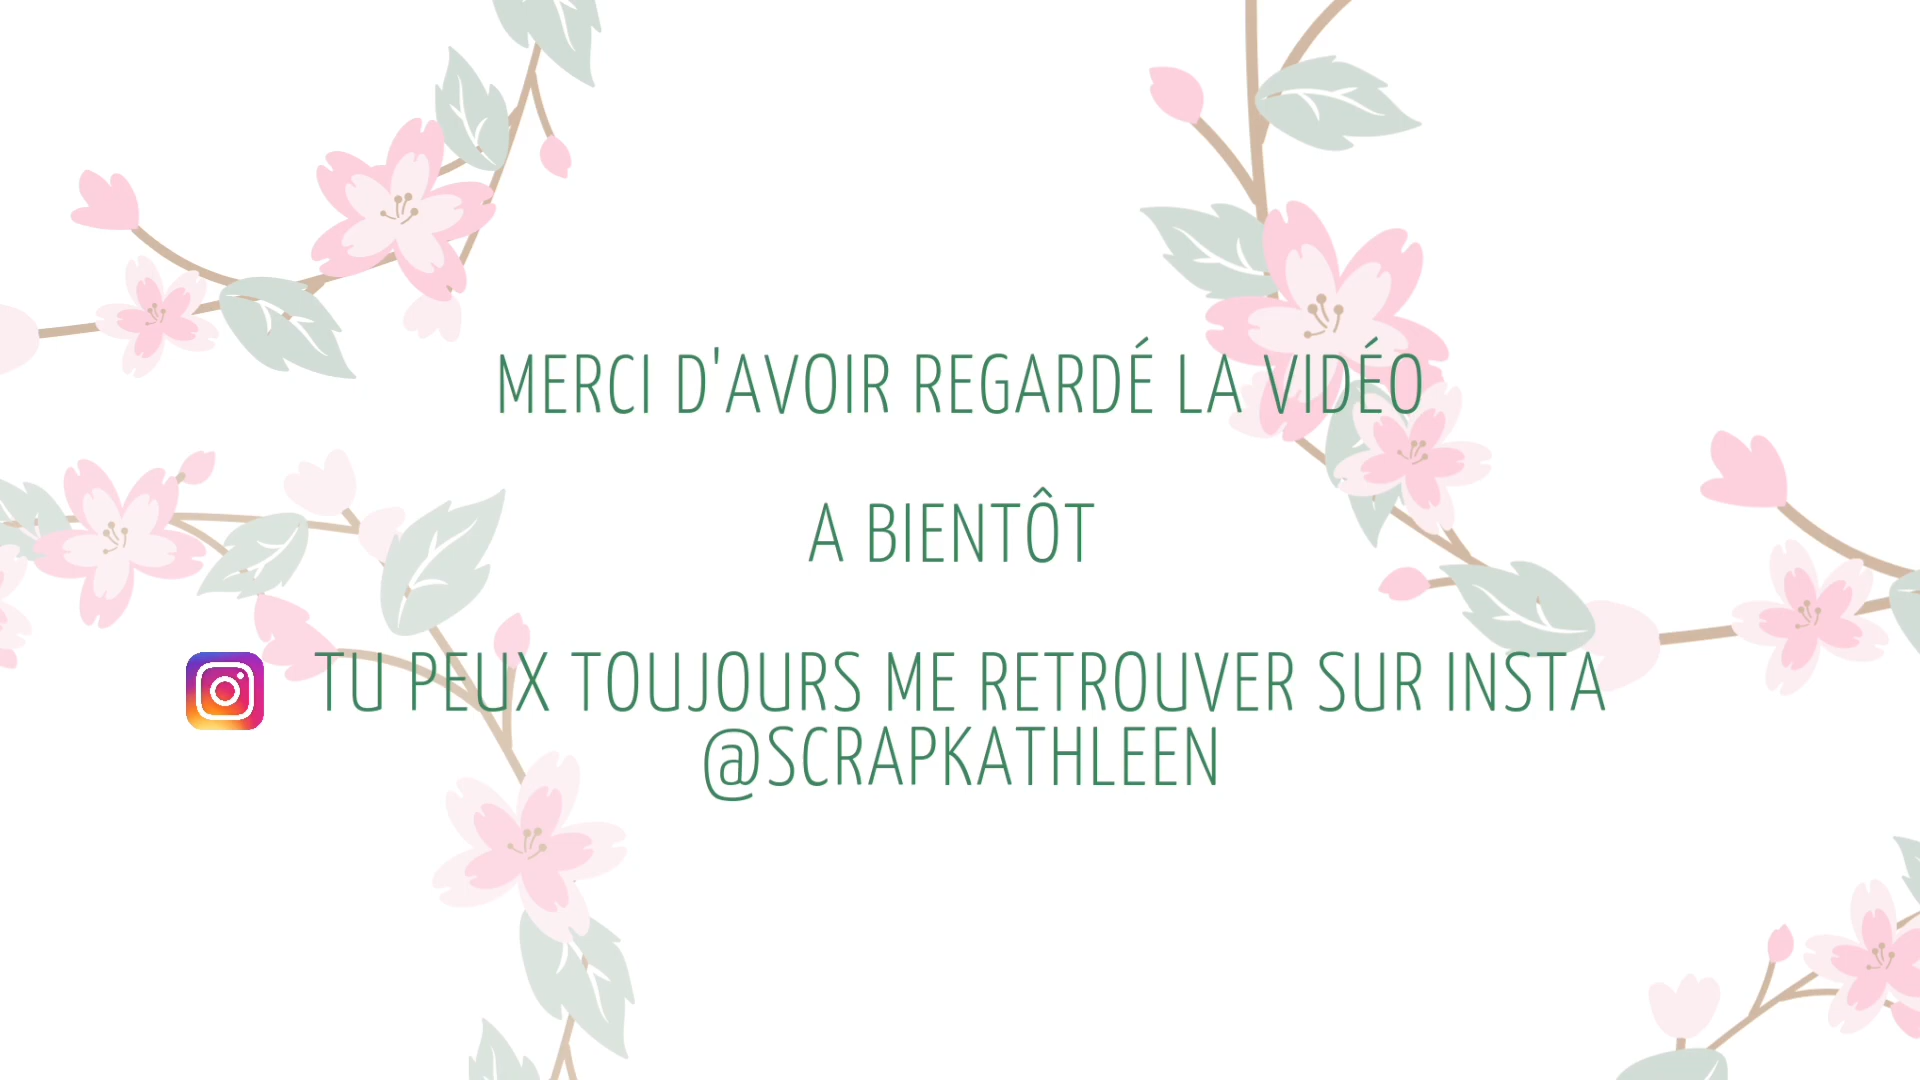 MERCI D'AVOIR REGARDÉ LA VIDÉO
A BIENTÔT
TU PEUX TOUJOURS ME RETROUVER SUR INSTA
@SCRAPKATHLEEN